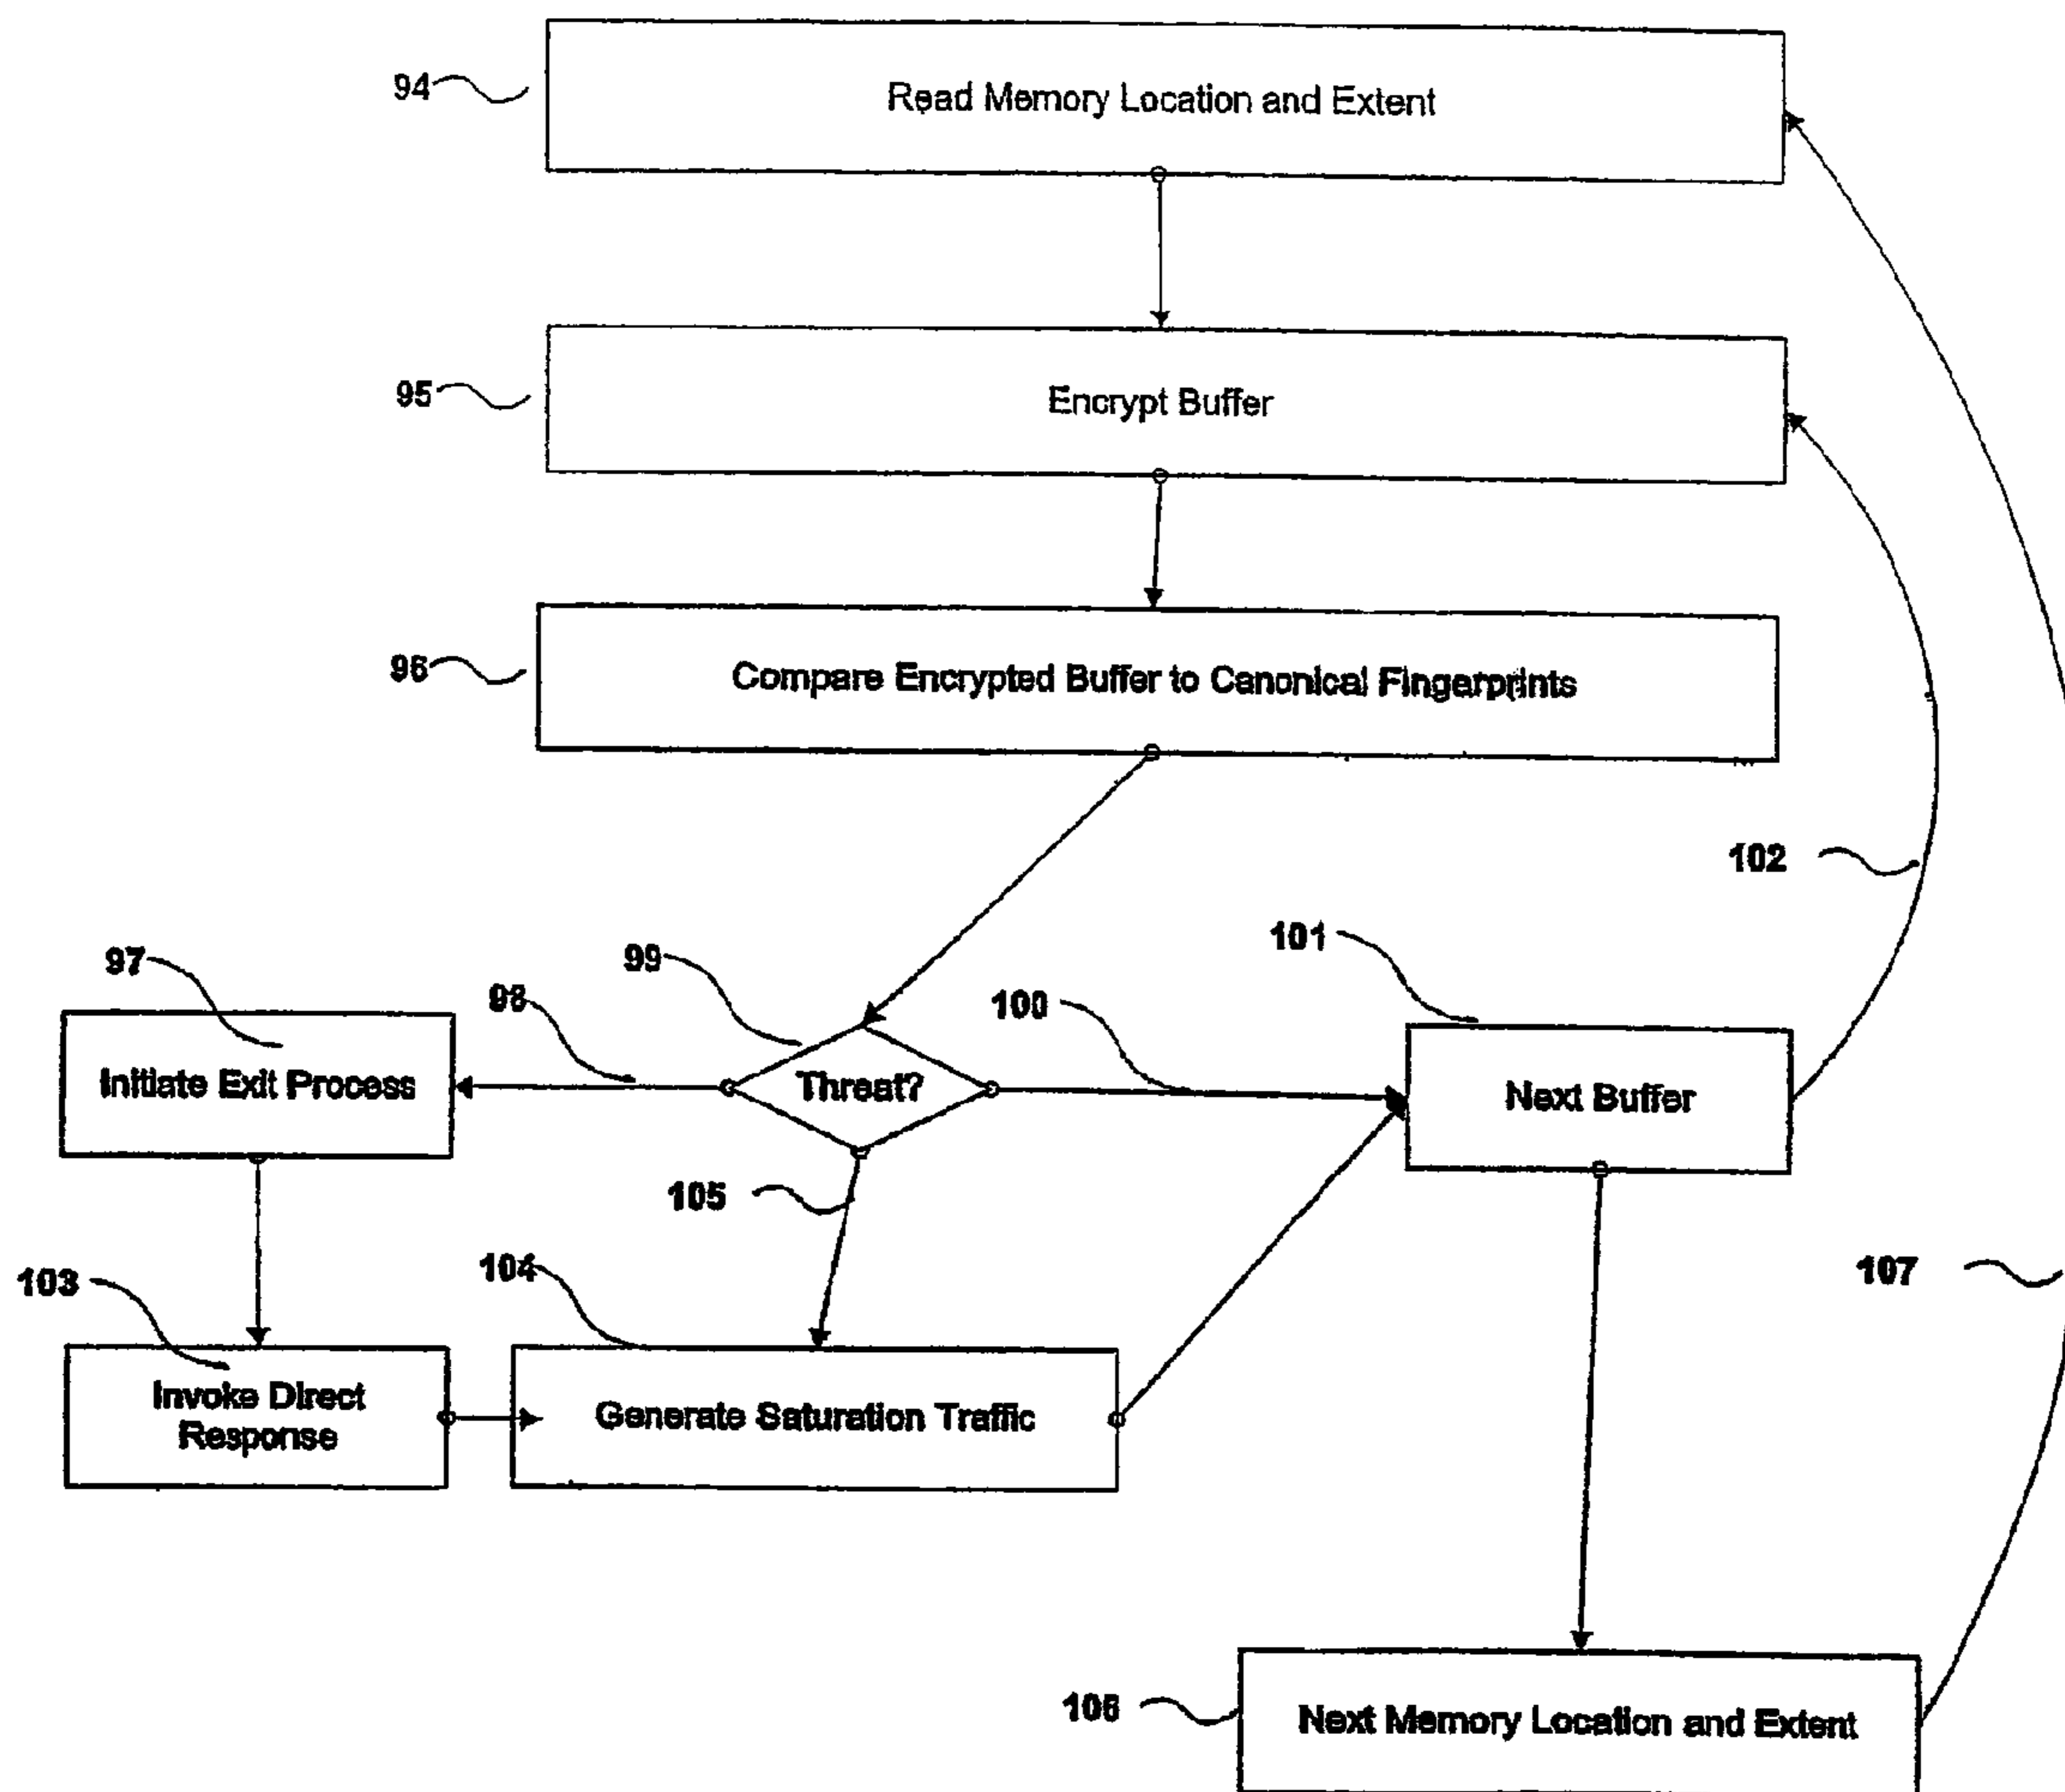 94
Read Memory Location and Extent
95
Encrypt Buffer
96
Compare Encrypted Buffer to Canonical Fingerprints
102
101
97
99
98
100
Initiate Exit Process
Threat?
Next Buffer
105
107
103
104
Invoke Direct
Response
Generate Saturation Traffic
106
Next Memory Location and Extent